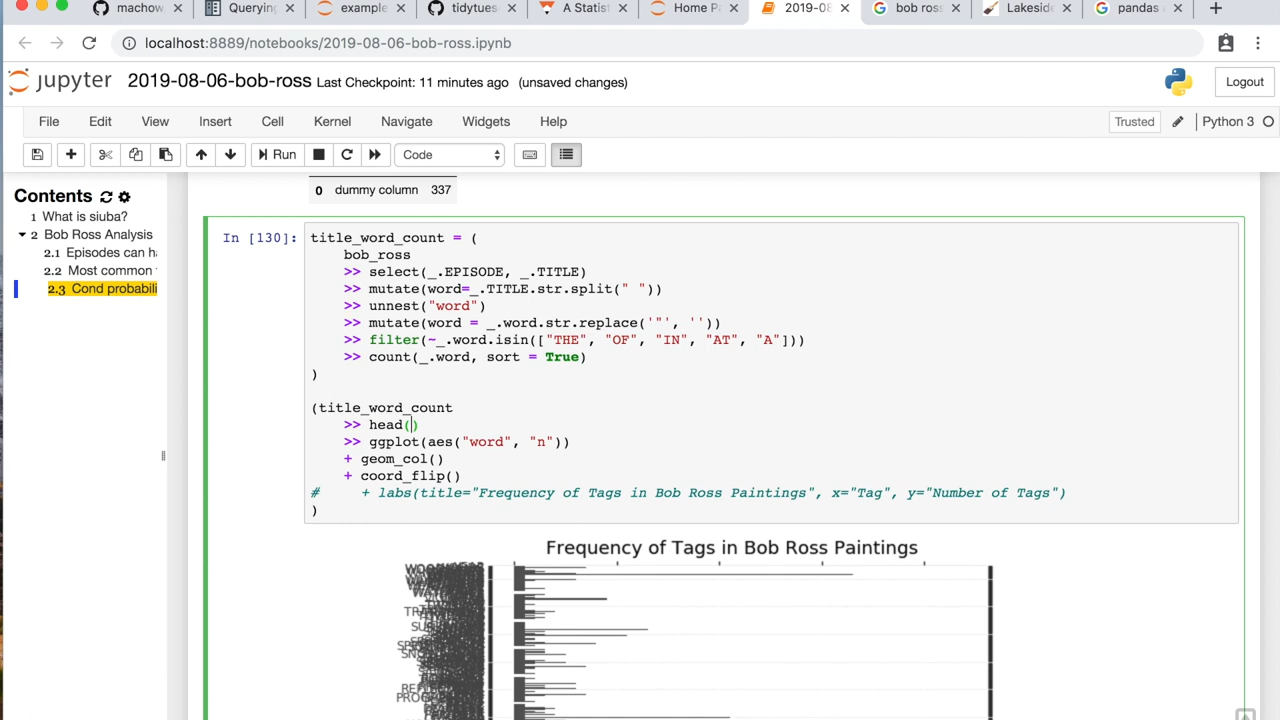 machow
Querying
example
tidytues
A Statist
Home P
2019-08
bob ross
Lakeside
pandas
localhost:8889/notebooks/2019-08-06-bob-ross.ipynb
jupyter 2019-08-06-bob-ross Last Checkpoint: 11 minutes ago (unsaved changes)
Logout
File Edit View Insert Cell Kernel Navigate Widgets Help
Trusted
Python 3
Run
Code
Contents
1 What is siuba?
2 Bob Ross Analysis
2.1 Episodes can ha
2.2 Most common
2.3 Cond probabili
0 dummy column 337
In [130]:
title_word_count = (
bob_ross
>> select(_.EPISODE, _.TITLE)
>> mutate(word=_.TITLE.str.split(" "))
>> unnest("word")
>> mutate(word = _.word.str.replace('"', ''))
>> filter(~_.word.isin(["THE", "OF", "IN", "AT", "A"]))
>> count(_.word, sort = True)
)
(title_word_count
>> head()
>> ggplot(aes("word", "n"))
+ geom_col()
+ coord_flip()
# + labs(title="Frequency of Tags in Bob Ross Paintings", x="Tag", y="Number of Tags")
)
Frequency of Tags in Bob Ross Paintings